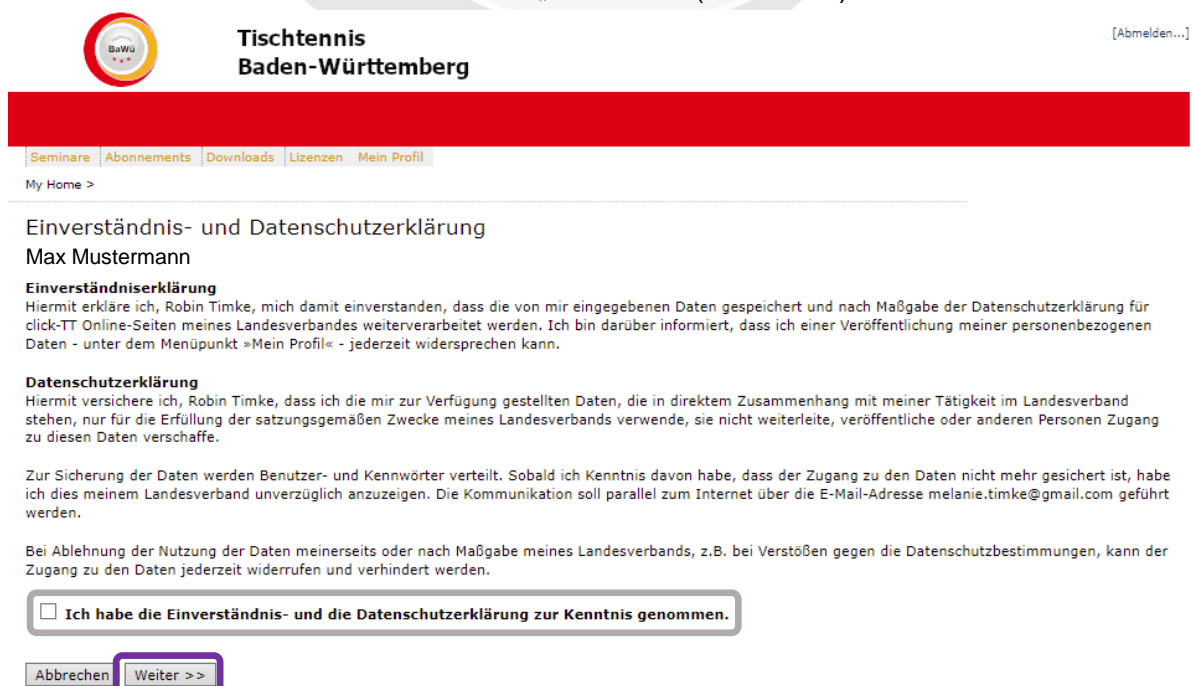 BaWü
Tischtennis
Baden-Württemberg
[Abmelden...]
Seminare Abonnements Downloads Lizenzen Mein Profil
My Home >
Einverständnis- und Datenschutzerklärung
Max Mustermann
Einverständniserklärung
Hiermit erkläre ich, Robin Timke, mich damit einverstanden, dass die von mir eingegebenen Daten gespeichert und nach Maßgabe der Datenschutzerklärung für
click-TT Online-Seiten meines Landesverbandes weiterverarbeitet werden. Ich bin darüber informiert, dass ich einer Veröffentlichung meiner personenbezogenen
Daten - unter dem Menüpunkt »Mein Profil« - jederzeit widersprechen kann.
Datenschutzerklärung
Hiermit versichere ich, Robin Timke, dass ich die mir zur Verfügung gestellten Daten, die in direktem Zusammenhang mit meiner Tätigkeit im Landesverband
stehen, nur für die Erfüllung der satzungsgemäßen Zwecke meines Landesverbands verwende, sie nicht weiterleite, veröffentliche oder anderen Personen Zugang
zu diesen Daten verschaffe.
Zur Sicherung der Daten werden Benutzer- und Kennwörter verteilt. Sobald ich Kenntnis davon habe, dass der Zugang zu den Daten nicht mehr gesichert ist, habe
ich dies meinem Landesverband unverzüglich anzuzeigen. Die Kommunikation soll parallel zum Internet über die E-Mail-Adresse melanie.timke@gmail.com geführt
werden.
Bei Ablehnung der Nutzung der Daten meinerseits oder nach Maßgabe meines Landesverbands, z.B. bei Verstößen gegen die Datenschutzbestimmungen, kann der
Zugang zu den Daten jederzeit widerrufen und verhindert werden.
Ich habe die Einverständnis- und die Datenschutzerklärung zur Kenntnis genommen.
Abbrechen Weiter >>